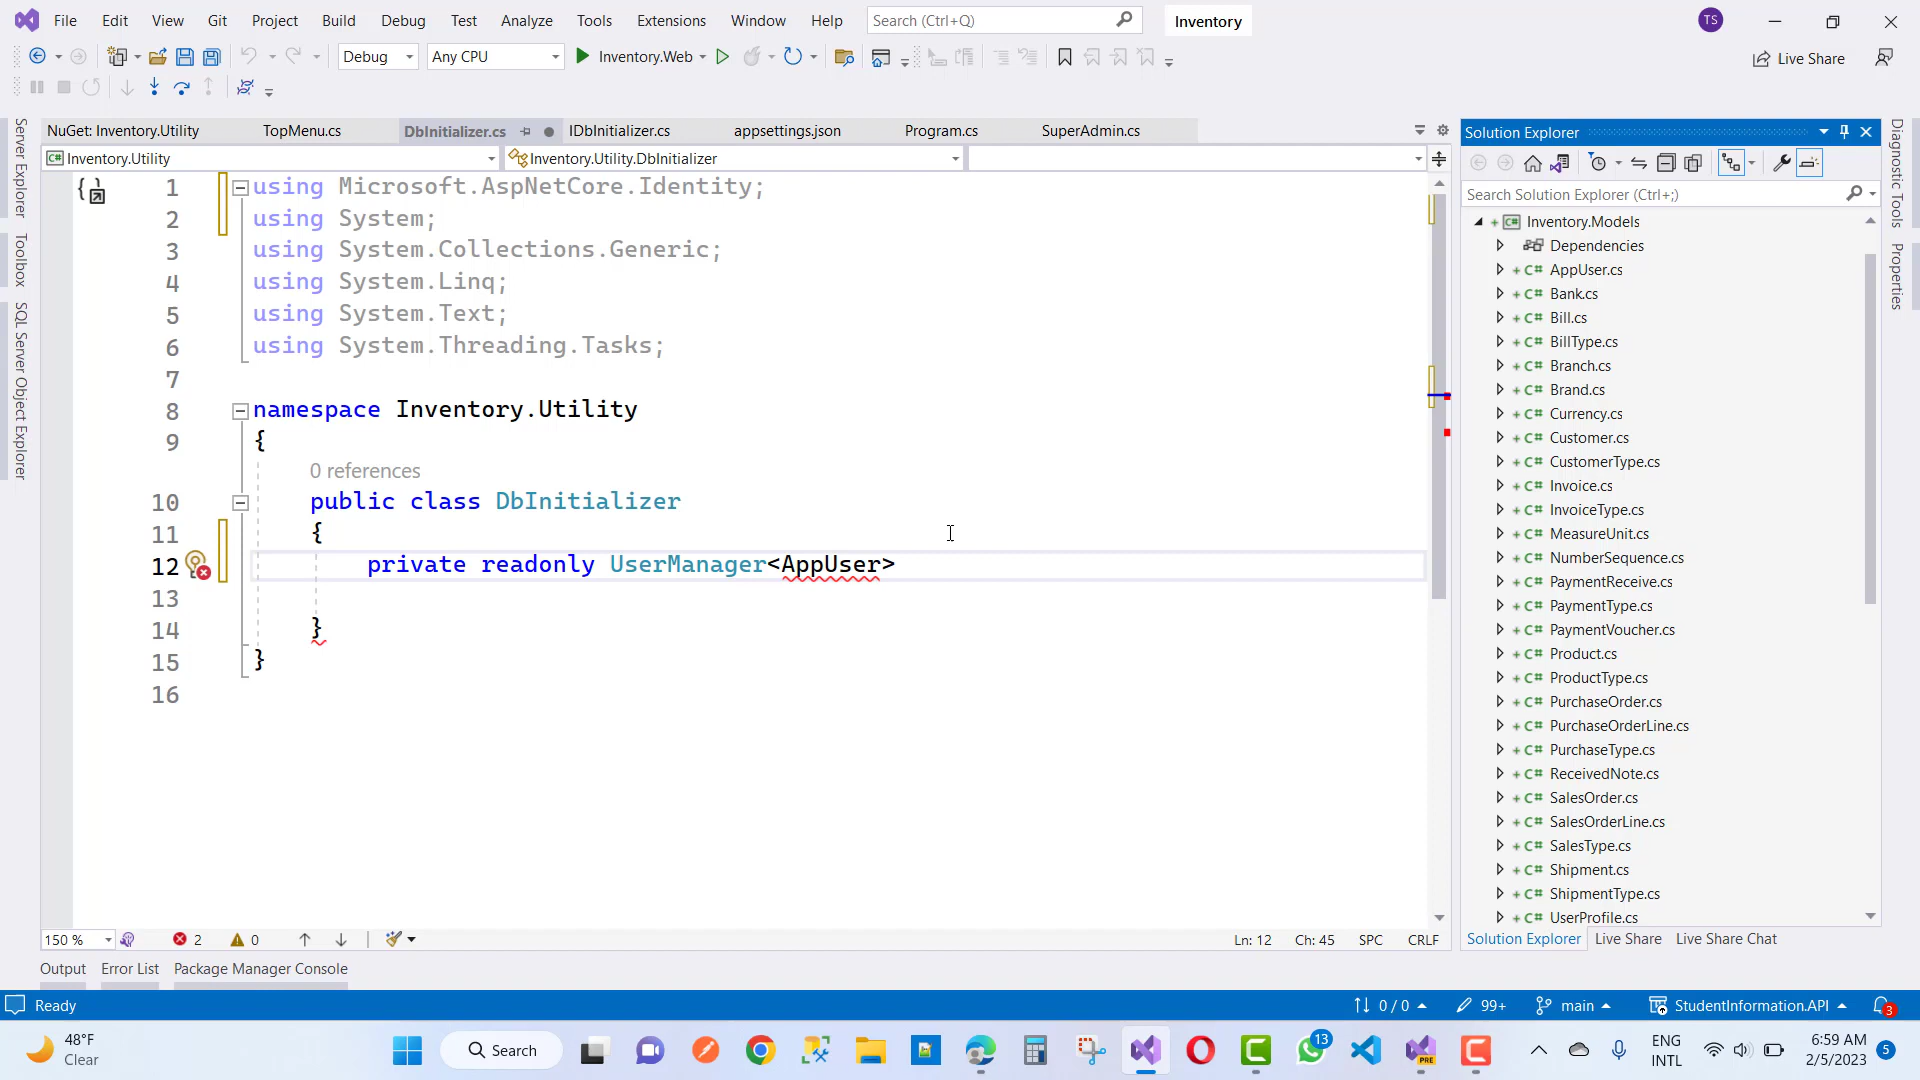 File Edit View Git Project Build Debug Test Analyze Tools Extensions Window Help Search (Ctrl+Q) Inventory TS
Debug Any CPU Inventory.Web Live Share
NuGet: Inventory.Utility TopMenu.cs DbInitializer.cs IDbInitializer.cs appsettings.json Program.cs SuperAdmin.cs
Inventory.Utility Inventory.Utility.DbInitializer
Server Explorer
Toolbox
SQL Server Object Explorer
1 using Microsoft.AspNetCore.Identity;
2 using System;
3 using System.Collections.Generic;
4 using System.Linq;
5 using System.Text;
6 using System.Threading.Tasks;
7
8 namespace Inventory.Utility
9 {
0 references
10 public class DbInitializer
11 {
12 private readonly UserManager<AppUser>
13
14 }
15 }
16
150 % 2 0 Ln: 12 Ch: 45 SPC CRLF
Solution Explorer
Search Solution Explorer (Ctrl+;)
Inventory.Models
Dependencies
C# AppUser.cs
C# Bank.cs
C# Bill.cs
C# BillType.cs
C# Branch.cs
C# Brand.cs
C# Currency.cs
C# Customer.cs
C# CustomerType.cs
C# Invoice.cs
C# InvoiceType.cs
C# MeasureUnit.cs
C# NumberSequence.cs
C# PaymentReceive.cs
C# PaymentType.cs
C# PaymentVoucher.cs
C# Product.cs
C# ProductType.cs
C# PurchaseOrder.cs
C# PurchaseOrderLine.cs
C# PurchaseType.cs
C# ReceivedNote.cs
C# SalesOrder.cs
C# SalesOrderLine.cs
C# SalesType.cs
C# Shipment.cs
C# ShipmentType.cs
C# UserProfile.cs
Solution Explorer Live Share Live Share Chat
Diagnostic Tools
Properties
Output Error List Package Manager Console
Ready 0 / 0 99+ main StudentInformation.API 3
48°F
Clear
Search
13
PRE
ENG
INTL
6:59 AM
2/5/2023
5